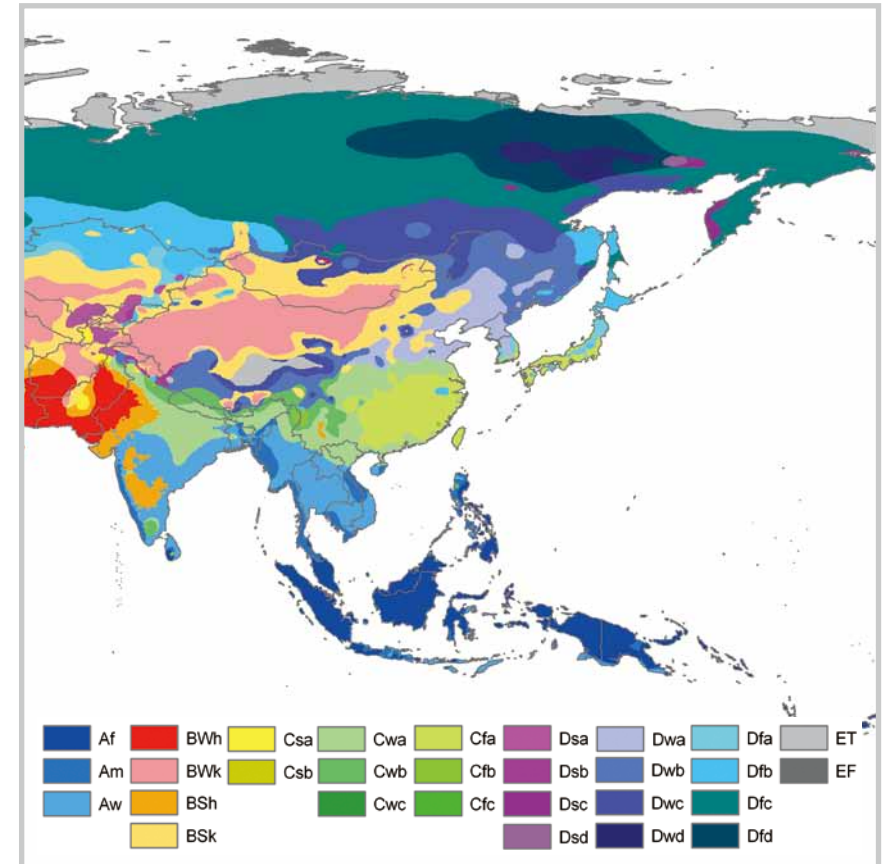 Af BWh Csa Cwa Cfa Dsa Dwa Dfa ET
Am BWk Csb Cwb Cfb Dsb Dwb Dfb EF
Aw BSh Cwc Cfc Dsc Dwc Dfc
BSk Dsd Dwd Dfd